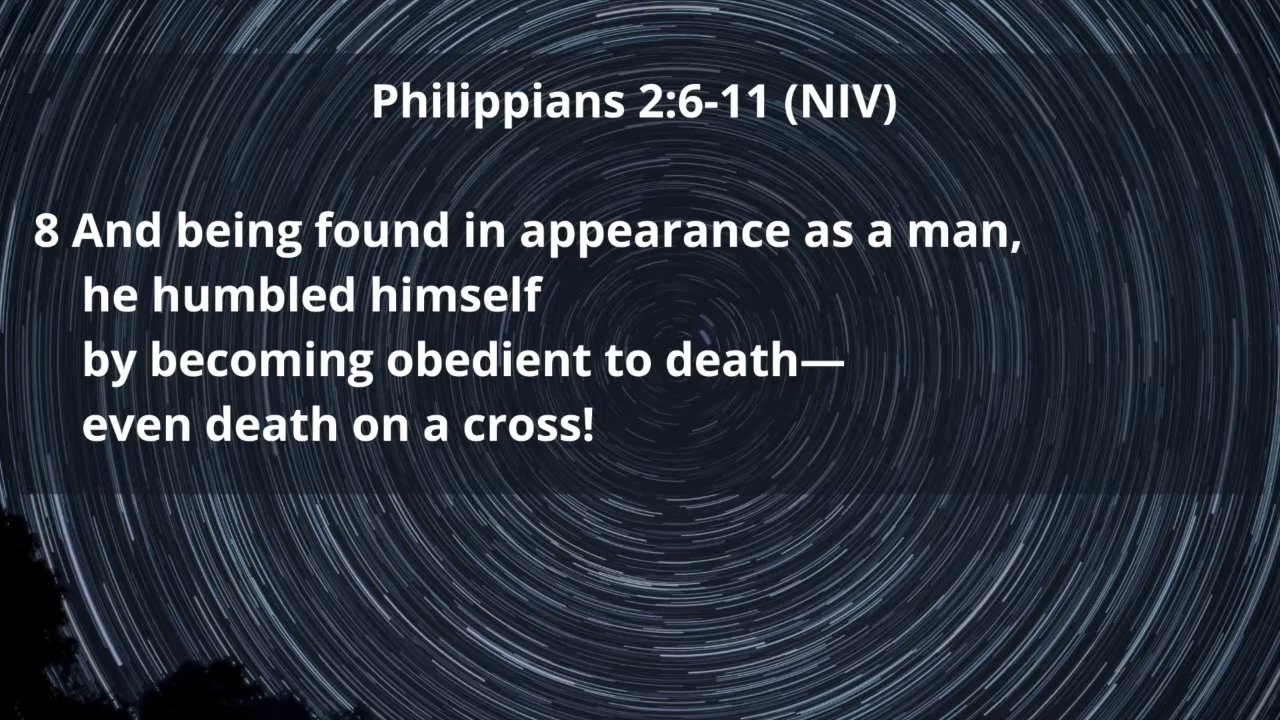 Philippians 2:6-11 (NIV)
8 And being found in appearance as a man,
he humbled himself
by becoming obedient to death—
even death on a cross!